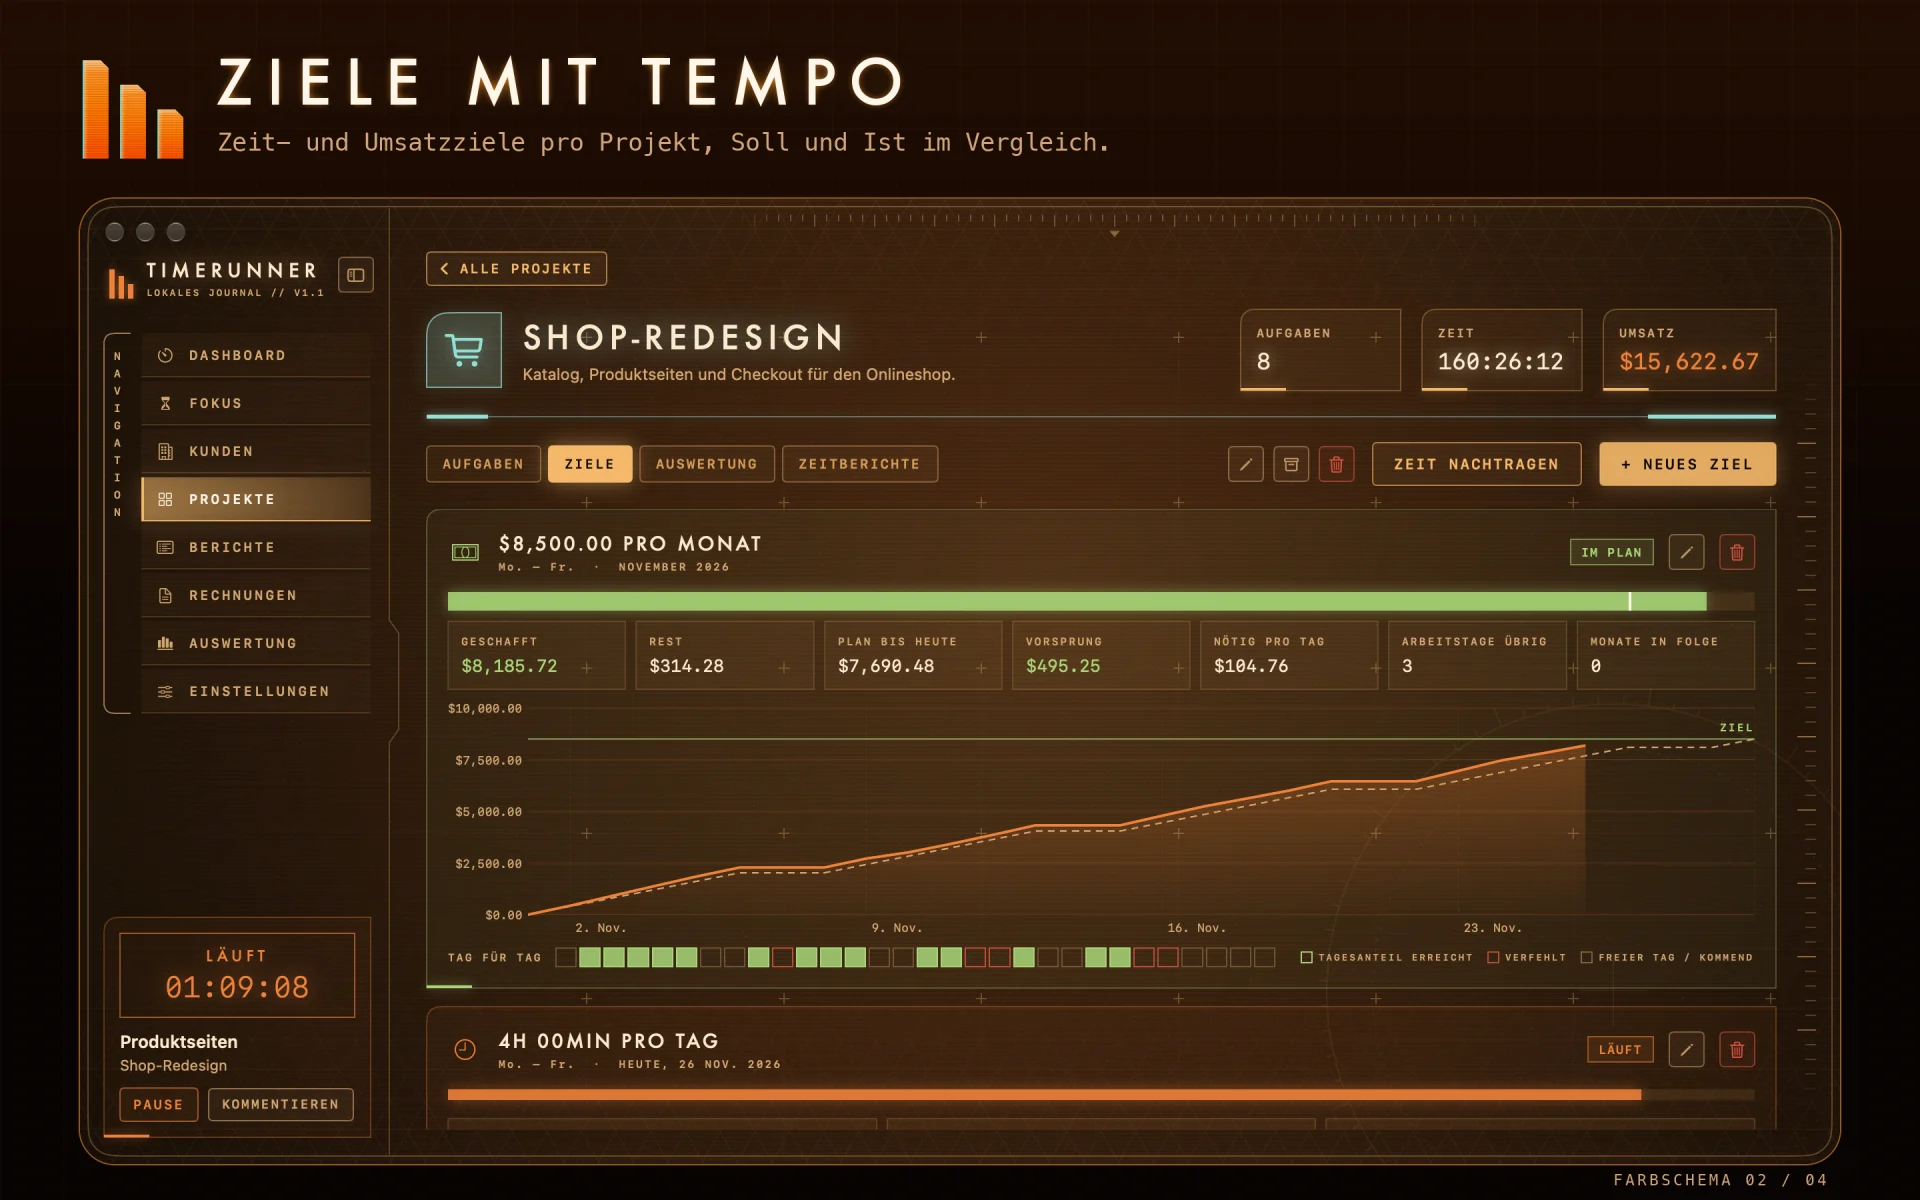 ZIELE MIT TEMPO
Zeit– und Umsatzziele pro Projekt, Soll und Ist im Vergleich.
TIMERUNNER
LOKALES JOURNAL // V1.1
NAVIGATION
DASHBOARD
FOKUS
KUNDEN
PROJEKTE
BERICHTE
RECHNUNGEN
AUSWERTUNG
EINSTELLUNGEN
LÄUFT
01:09:08
Produktseiten
Shop-Redesign
PAUSE
KOMMENTIEREN
ALLE PROJEKTE
SHOP-REDESIGN
Katalog, Produktseiten und Checkout für den Onlineshop.
AUFGABEN
8
ZEIT
160:26:12
UMSATZ
$15,622.67
AUFGABEN
ZIELE
AUSWERTUNG
ZEITBERICHTE
ZEIT NACHTRAGEN
+ NEUES ZIEL
$8,500.00 PRO MONAT
Mo. – Fr. · NOVEMBER 2026
IM PLAN
GESCHAFFT
$8,185.72
REST
$314.28
PLAN BIS HEUTE
$7,690.48
VORSPRUNG
$495.25
NÖTIG PRO TAG
$104.76
ARBEITSTAGE ÜBRIG
3
MONATE IN FOLGE
0
$10,000.00
$7,500.00
$5,000.00
$2,500.00
$0.00
ZIEL
2. Nov.
9. Nov.
16. Nov.
23. Nov.
TAG FÜR TAG
TAGESANTEIL ERREICHT
VERFEHLT
FREIER TAG / KOMMEND
4H 00MIN PRO TAG
Mo. – Fr. · HEUTE, 26 NOV. 2026
LÄUFT
FARBSCHEMA 02 / 04